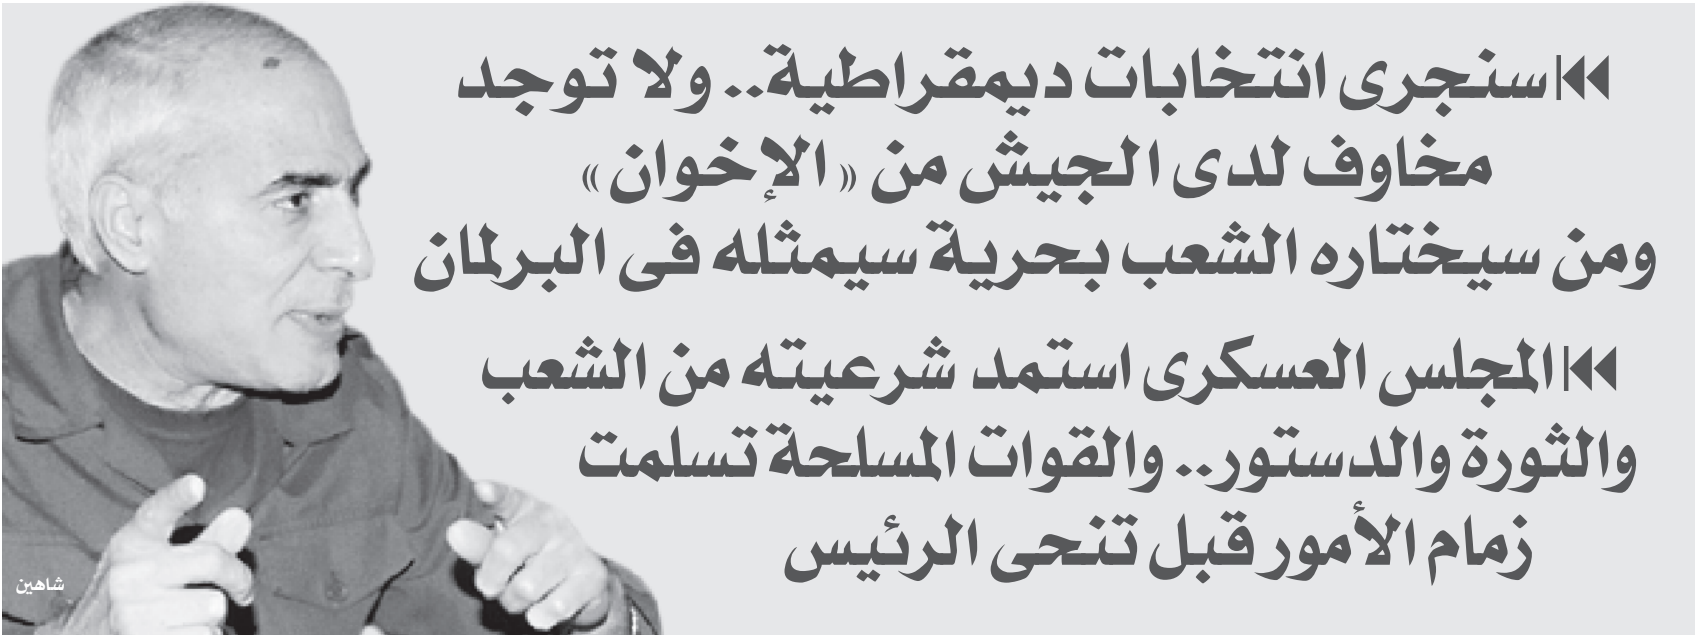 سنجرى انتخابات ديمقراطية.. ولا توجد
مخاوف لدى الجيش من «الإخوان»
ومن سيختاره الشعب بحرية سيمثله فى البرلمان
المجلس العسكرى استمد شرعيته من الشعب
والثورة والدستور.. والقوات المسلحة تسلمت
زمام الأمور قبل تنحى الرئيس
شاهين